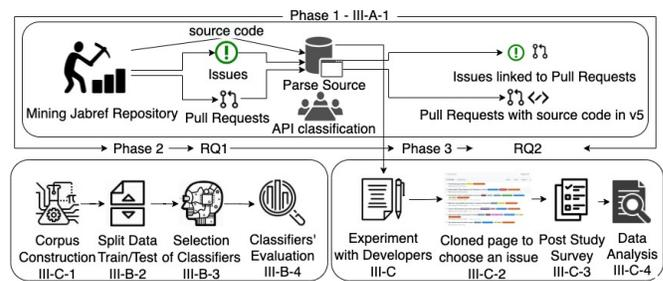 Phase 1 - III-A-1
source code
Issues
Mining Jabref Repository
Pull Requests
Parse Source
API classification
Issues linked to Pull Requests
Pull Requests with source code in v5
Phase 2
RQ1
Phase 3
RQ2
Corpus
Construction
III-C-1
Split Data
Train/Test
III-B-2
Selection
of Classifiers
III-B-3
Classifiers'
Evaluation
III-B-4
Experiment
with Developers
III-C
Cloned page to
choose an issue
III-C-2
Post Study
Survey
III-C-3
Data
Analysis
III-C-4